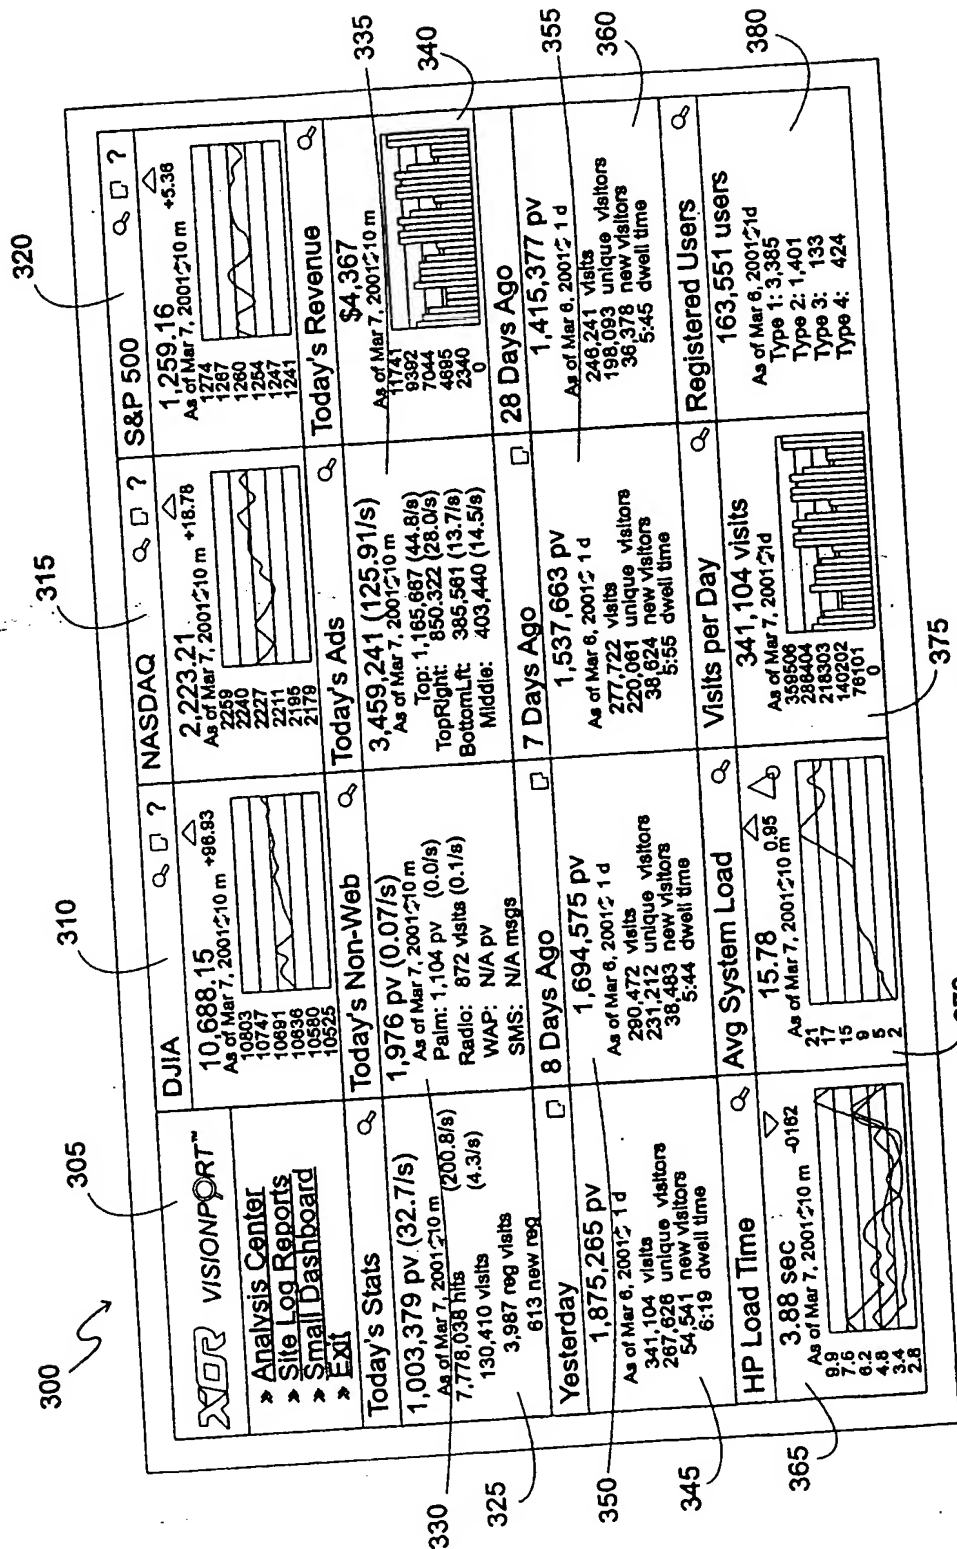 300
305
310
315
320
XOR VISIONPORT™
» Analysis Center
» Site Log Reports
» Small Dashboard
» Exit
DJIA ?
10,688.15
As of Mar 7, 2001 10 m +96.93
10803
10747
10691
10636
10580
10525
NASDAQ ?
2,223.21
As of Mar 7, 2001 10 m +18.78
2259
2240
2227
2211
2195
2179
S&P 500 ?
1,259.16
As of Mar 7, 2001 10 m +5.36
1274
1267
1260
1254
1247
1241
Today's Stats
1,003,379 pv (32.7/s)
As of Mar 7, 2001 10 m
7,778,038 hits (200.8/s)
130,410 visits (4.3/s)
3,987 reg visits
613 new reg
Today's Non-Web
1,976 pv (0.07/s)
As of Mar 7, 2001 10 m
Palm: 1,104 pv (0.0/s)
Radio: 872 visits (0.1/s)
WAP: N/A pv
SMS: N/A msgs
Today's Ads
3,459,241 (125.91/s)
As of Mar 7, 2001 10 m
Top: 1,165,667 (44.8/s)
TopRight: 850.322 (28.0/s)
BottomLft: 385,561 (13.7/s)
Middle: 403,440 (14.5/s)
Today's Revenue
$4,367
As of Mar 7, 2001 10 m
11741
9392
7044
4695
2340
0
335
340
Yesterday
1,875,265 pv
As of Mar 6, 2001 1 d
341,104 visits
267,626 unique visitors
54,541 new visitors
6:19 dwell time
8 Days Ago
1,694,575 pv
As of Mar 6, 2001 1 d
290,472 visits
231,212 unique visitors
38,483 new visitors
5:44 dwell time
7 Days Ago
1,537,663 pv
As of Mar 6, 2001 1 d
277,722 visits
220,061 unique visitors
38,624 new visitors
5:55 dwell time
28 Days Ago
1,415,377 pv
As of Mar 6, 2001 1 d
246,241 visits
198,093 unique visitors
36,378 new visitors
5:45 dwell time
355
360
HP Load Time
3.88 sec
As of Mar 7, 2001 10 m -0162
9.9
7.6
6.2
4.8
3.4
2.8
Avg System Load
15.78
As of Mar 7, 2001 10 m 0.95
21
17
15
9
5
2
Visits per Day
341,104 visits
As of Mar 7, 2001 1d
359506
286404
218303
140202
76101
0
Registered Users
163,551 users
As of Mar 6, 2001 1d
Type 1: 3,385
Type 2: 1,401
Type 3: 133
Type 4: 424
380
330
325
350
345
365
375